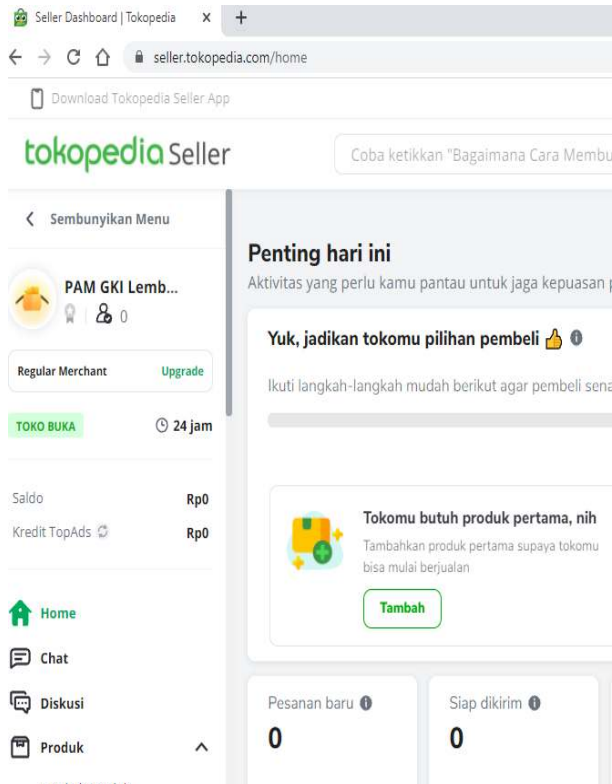 Seller Dashboard | Tokopedia
seller.tokopedia.com/home
Download Tokopedia Seller App
tokopedia Seller
Coba ketikkan "Bagaimana Cara Membu
Sembunyikan Menu
PAM GKI Lemb...
0
Regular Merchant Upgrade
TOKO BUKA 24 jam
Saldo Rp0
Kredit TopAds Rp0
Home
Chat
Diskusi
Produk
Penting hari ini
Aktivitas yang perlu kamu pantau untuk jaga kepuasan p
Yuk, jadikan tokomu pilihan pembeli
Ikuti langkah-langkah mudah berikut agar pembeli sena
Tokomu butuh produk pertama, nih
Tambahkan produk pertama supaya tokomu
bisa mulai berjualan
Tambah
Pesanan baru
0
Siap dikirim
0